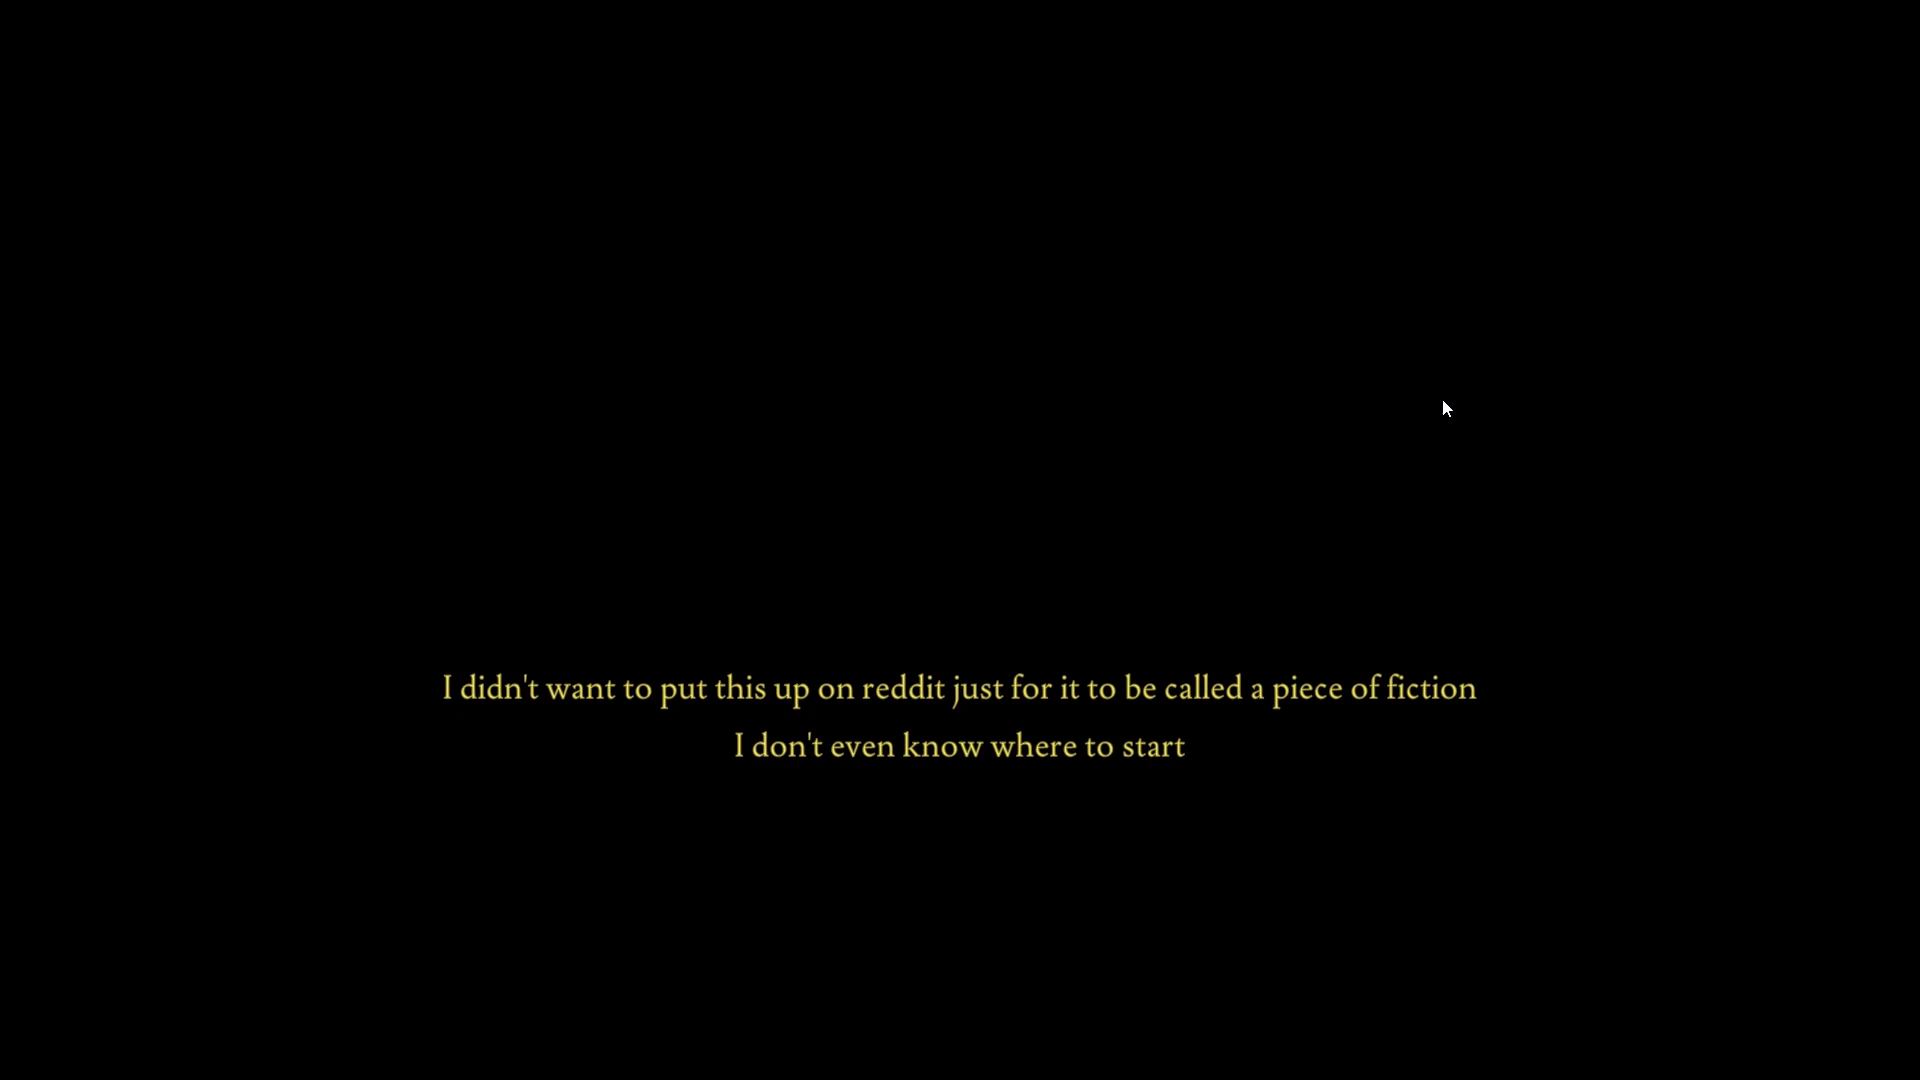 I didn't want to put this up on reddit just for it to be called a piece of fiction
I don't even know where to start